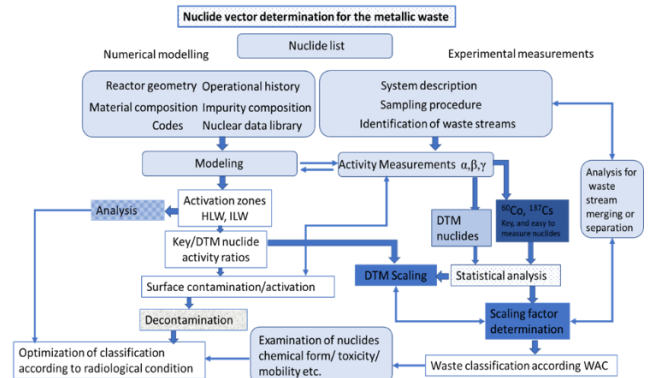 Nuclide vector determination for the metallic waste
Numerical modelling
Nuclide list
Experimental measurements
Reactor geometry Operational history
Material composition Impurity composition
Codes Nuclear data library
System description
Sampling procedure
Identification of waste streams
Modeling
Activity Measurements α,β,γ
Analysis for
waste
stream
merging or
separation
Analysis
Activation zones
HLW, ILW
DTM
nuclides
⁶⁰Co, ¹³⁷Cs
Key, and easy to
measure nuclides
Key/DTM nuclide
activity ratios
DTM Scaling
Statistical analysis
Surface contamination/activation
Decontamination
Scaling factor
determination
Optimization of classification
according to radiological condition
Examination of nuclides
chemical form/ toxicity/
mobility etc.
Waste classification according WAC